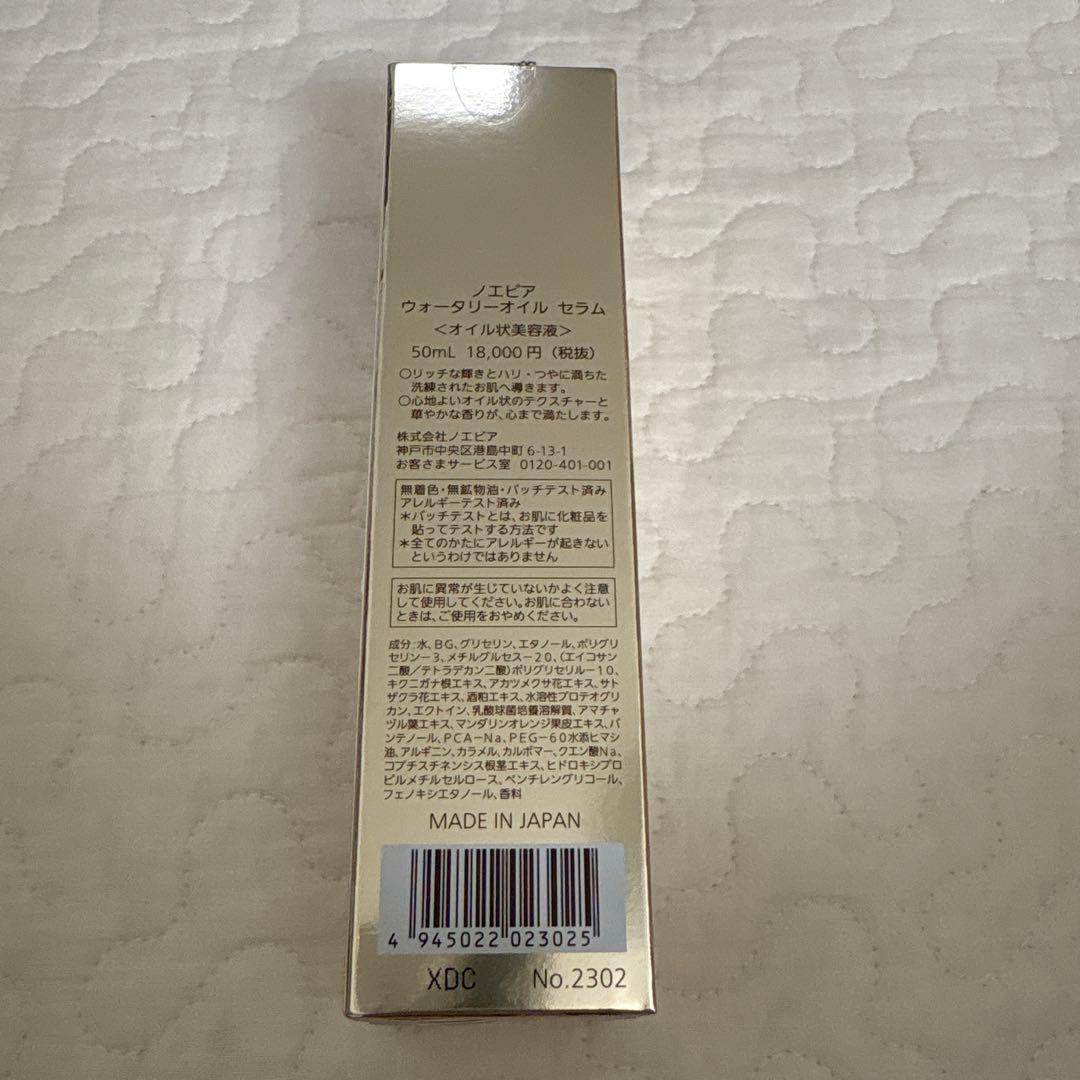 ノエビア
ウォータリーオイル セラム
＜オイル状美容液＞
50mL 18,000円（税抜）
○リッチな輝きとハリ・つやに満ちた
洗練されたお肌へ導きます。
○心地よいオイル状のテクスチャーと
華やかな香りが、心まで満たします。
株式会社ノエビア
神戸市中央区港島中町6-13-1
お客さまサービス室 0120-401-001
無着色・無鉱物油・パッチテスト済み
アレルギーテスト済み
＊パッチテストとは、お肌に化粧品を
貼ってテストする方法です
＊全てのかたにアレルギーが起きない
というわけではありません
お肌に異常が生じていないかよく注意
して使用してください。お肌に合わない
ときは、ご使用をおやめください。
成分：水、BG、グリセリン、エタノール、ポリグリ
セリン－3、メチルグルセス－20、（エイコサン
二酸／テトラデカン二酸）ポリグリセリル－10、
キクニガナ根エキス、アカツメクサ花エキス、サト
ザクラ花エキス、酒粕エキス、水溶性プロテオグリ
カン、エクトイン、乳酸球菌培養溶解質、アマチャ
ヅル葉エキス、マンダリンオレンジ果皮エキス、パ
ンテノール、PCA－Na、PEG－60水添ヒマシ
油、アルギニン、カラメル、カルボマー、クエン酸Na、
コプチスチネンシス根茎エキス、ヒドロキシプロ
ピルメチルセルロース、ペンチレングリコール、
フェノキシエタノール、香料
MADE IN JAPAN
4 945022 023025
XDC No.2302